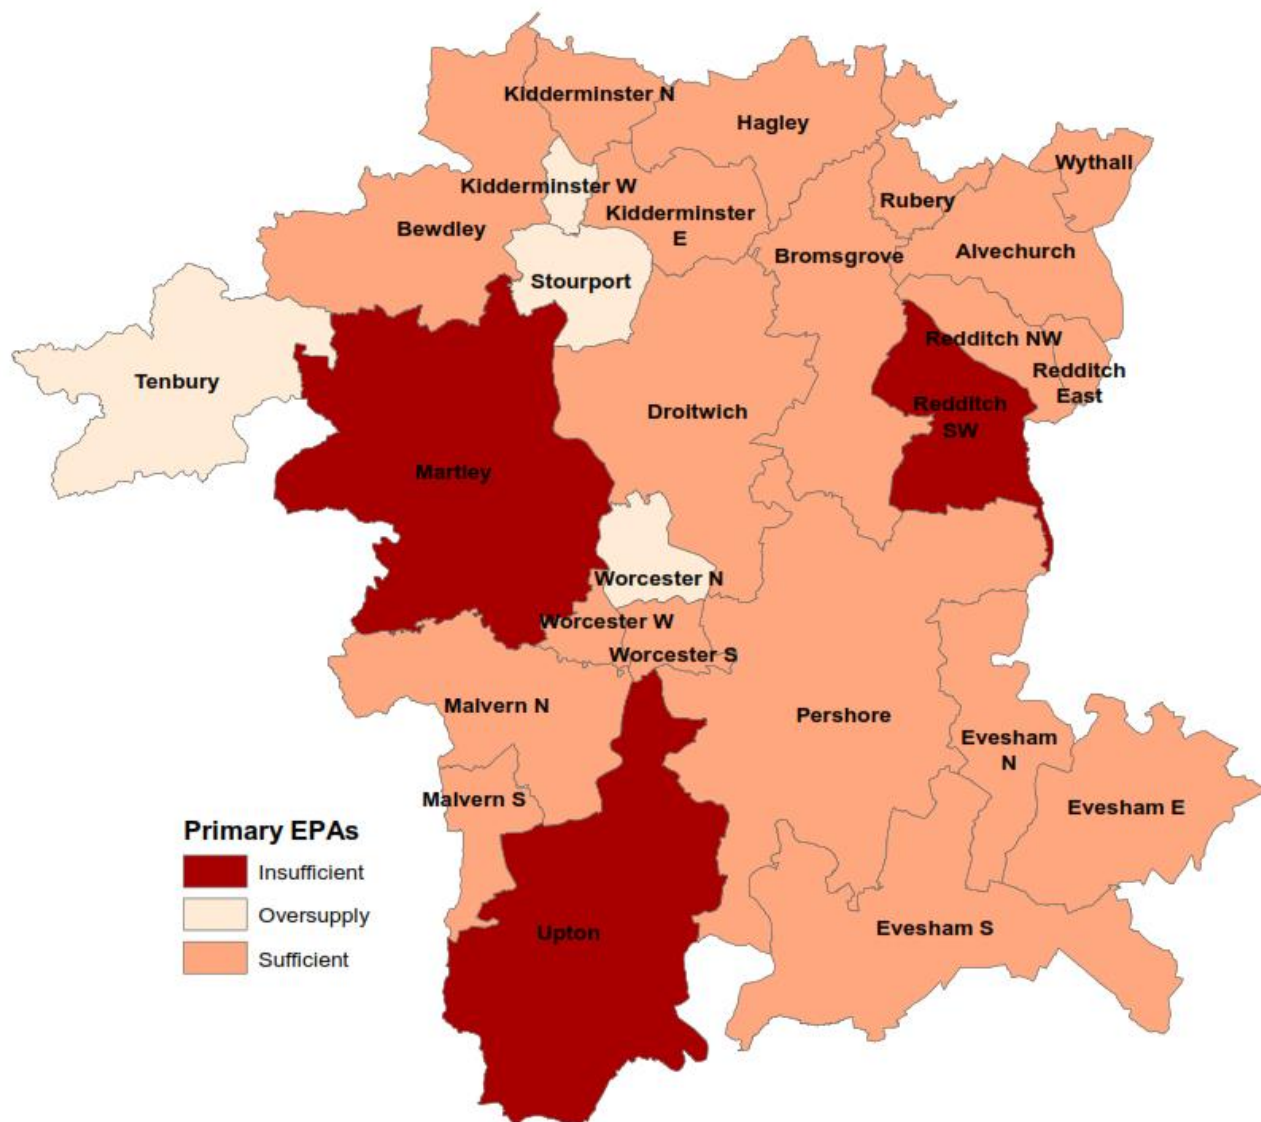 Kidderminster N
Hagley
Wythall
Kidderminster W
Rubery
Kidderminster
E
Bewdley
Bromsgrove
Alvechurch
Stourport
Redditch NW
Redditch
East
Tenbury
Droitwich
Redditch
SW
Martley
Worcester N
Worcester W
Worcester S
Malvern N
Pershore
Evesham
N
Malvern S
Evesham E
Primary EPAs
Insufficient
Oversupply
Sufficient
Upton
Evesham S